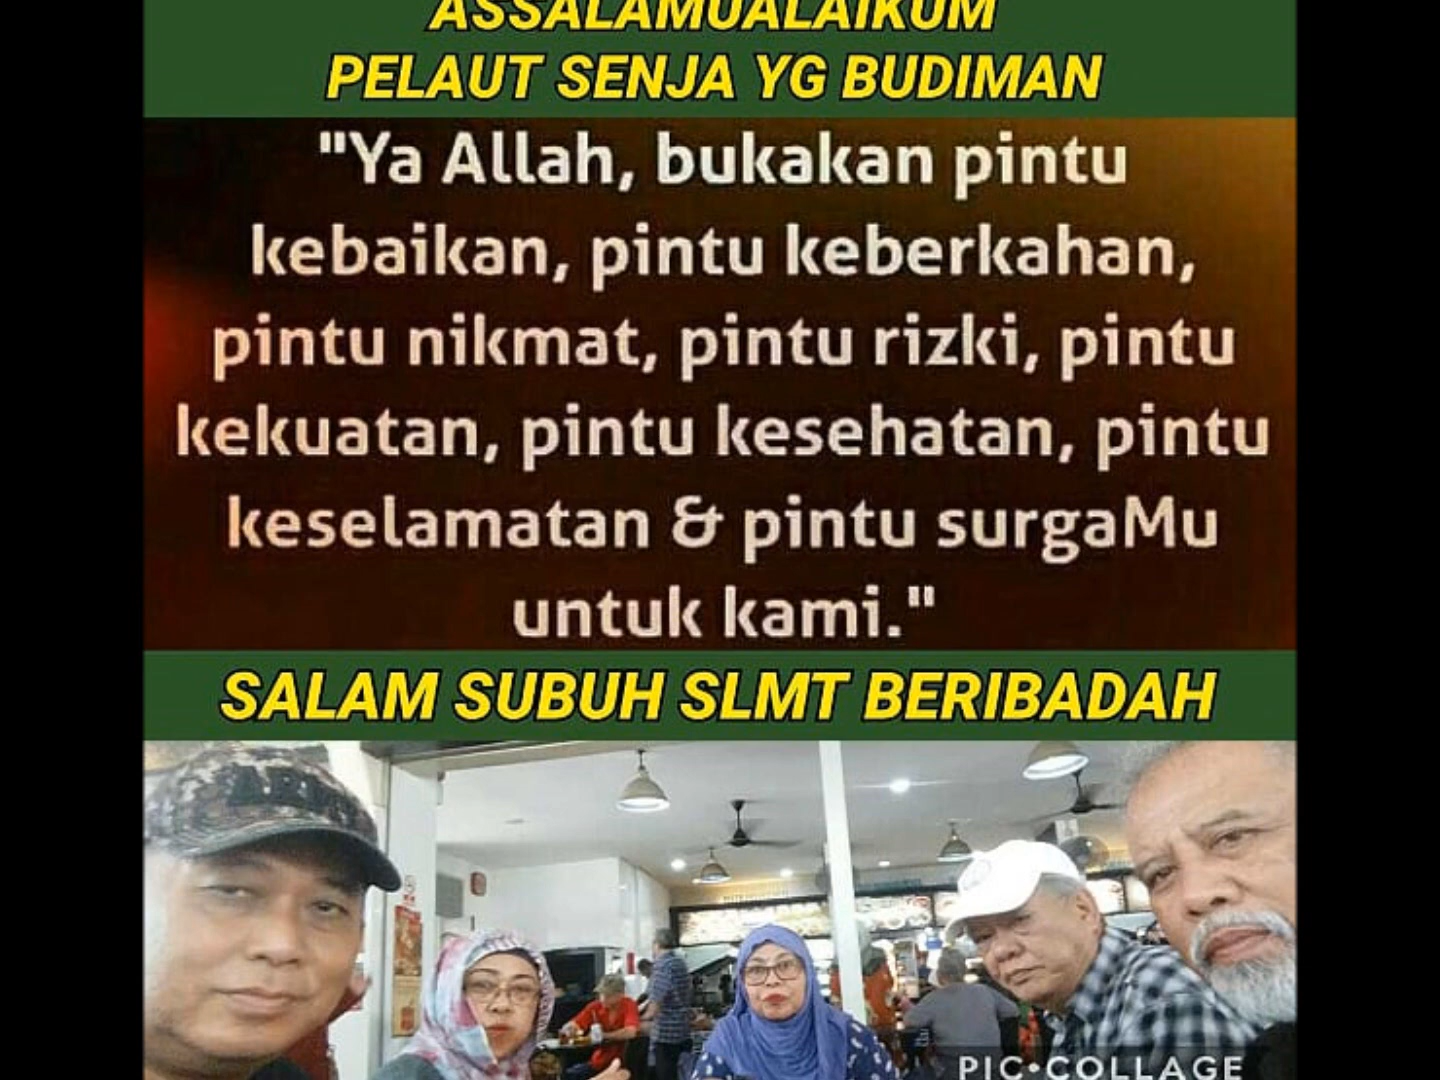 ASSALAMUALAIKUM
PELAUT SENJA YG BUDIMAN
"Ya Allah, bukakan pintu
kebaikan, pintu keberkahan,
pintu nikmat, pintu rizki, pintu
kekuatan, pintu kesehatan, pintu
keselamatan & pintu surgaMu
untuk kami."
SALAM SUBUH SLMT BERIBADAH
PIC•COLLAGE